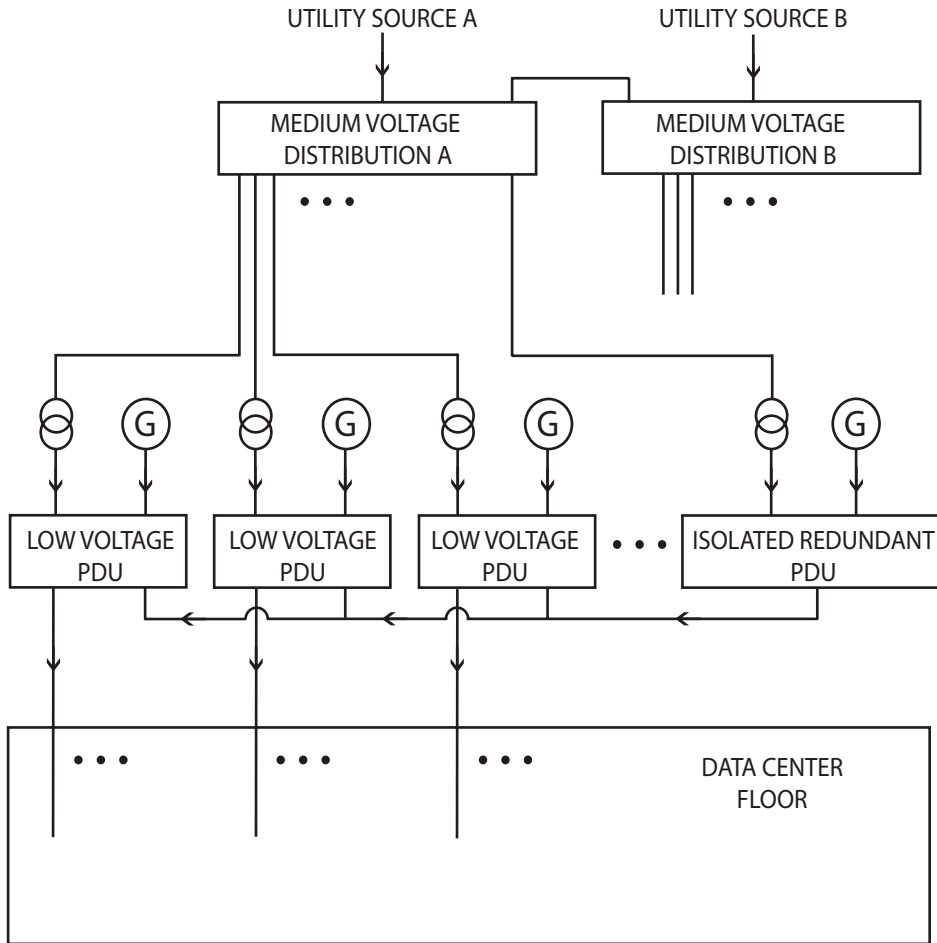 UTILITY SOURCE A
UTILITY SOURCE B
MEDIUM VOLTAGE
DISTRIBUTION A
MEDIUM VOLTAGE
DISTRIBUTION B
G
G
G
G
LOW VOLTAGE
PDU
LOW VOLTAGE
PDU
LOW VOLTAGE
PDU
ISOLATED REDUNDANT
PDU
DATA CENTER
FLOOR